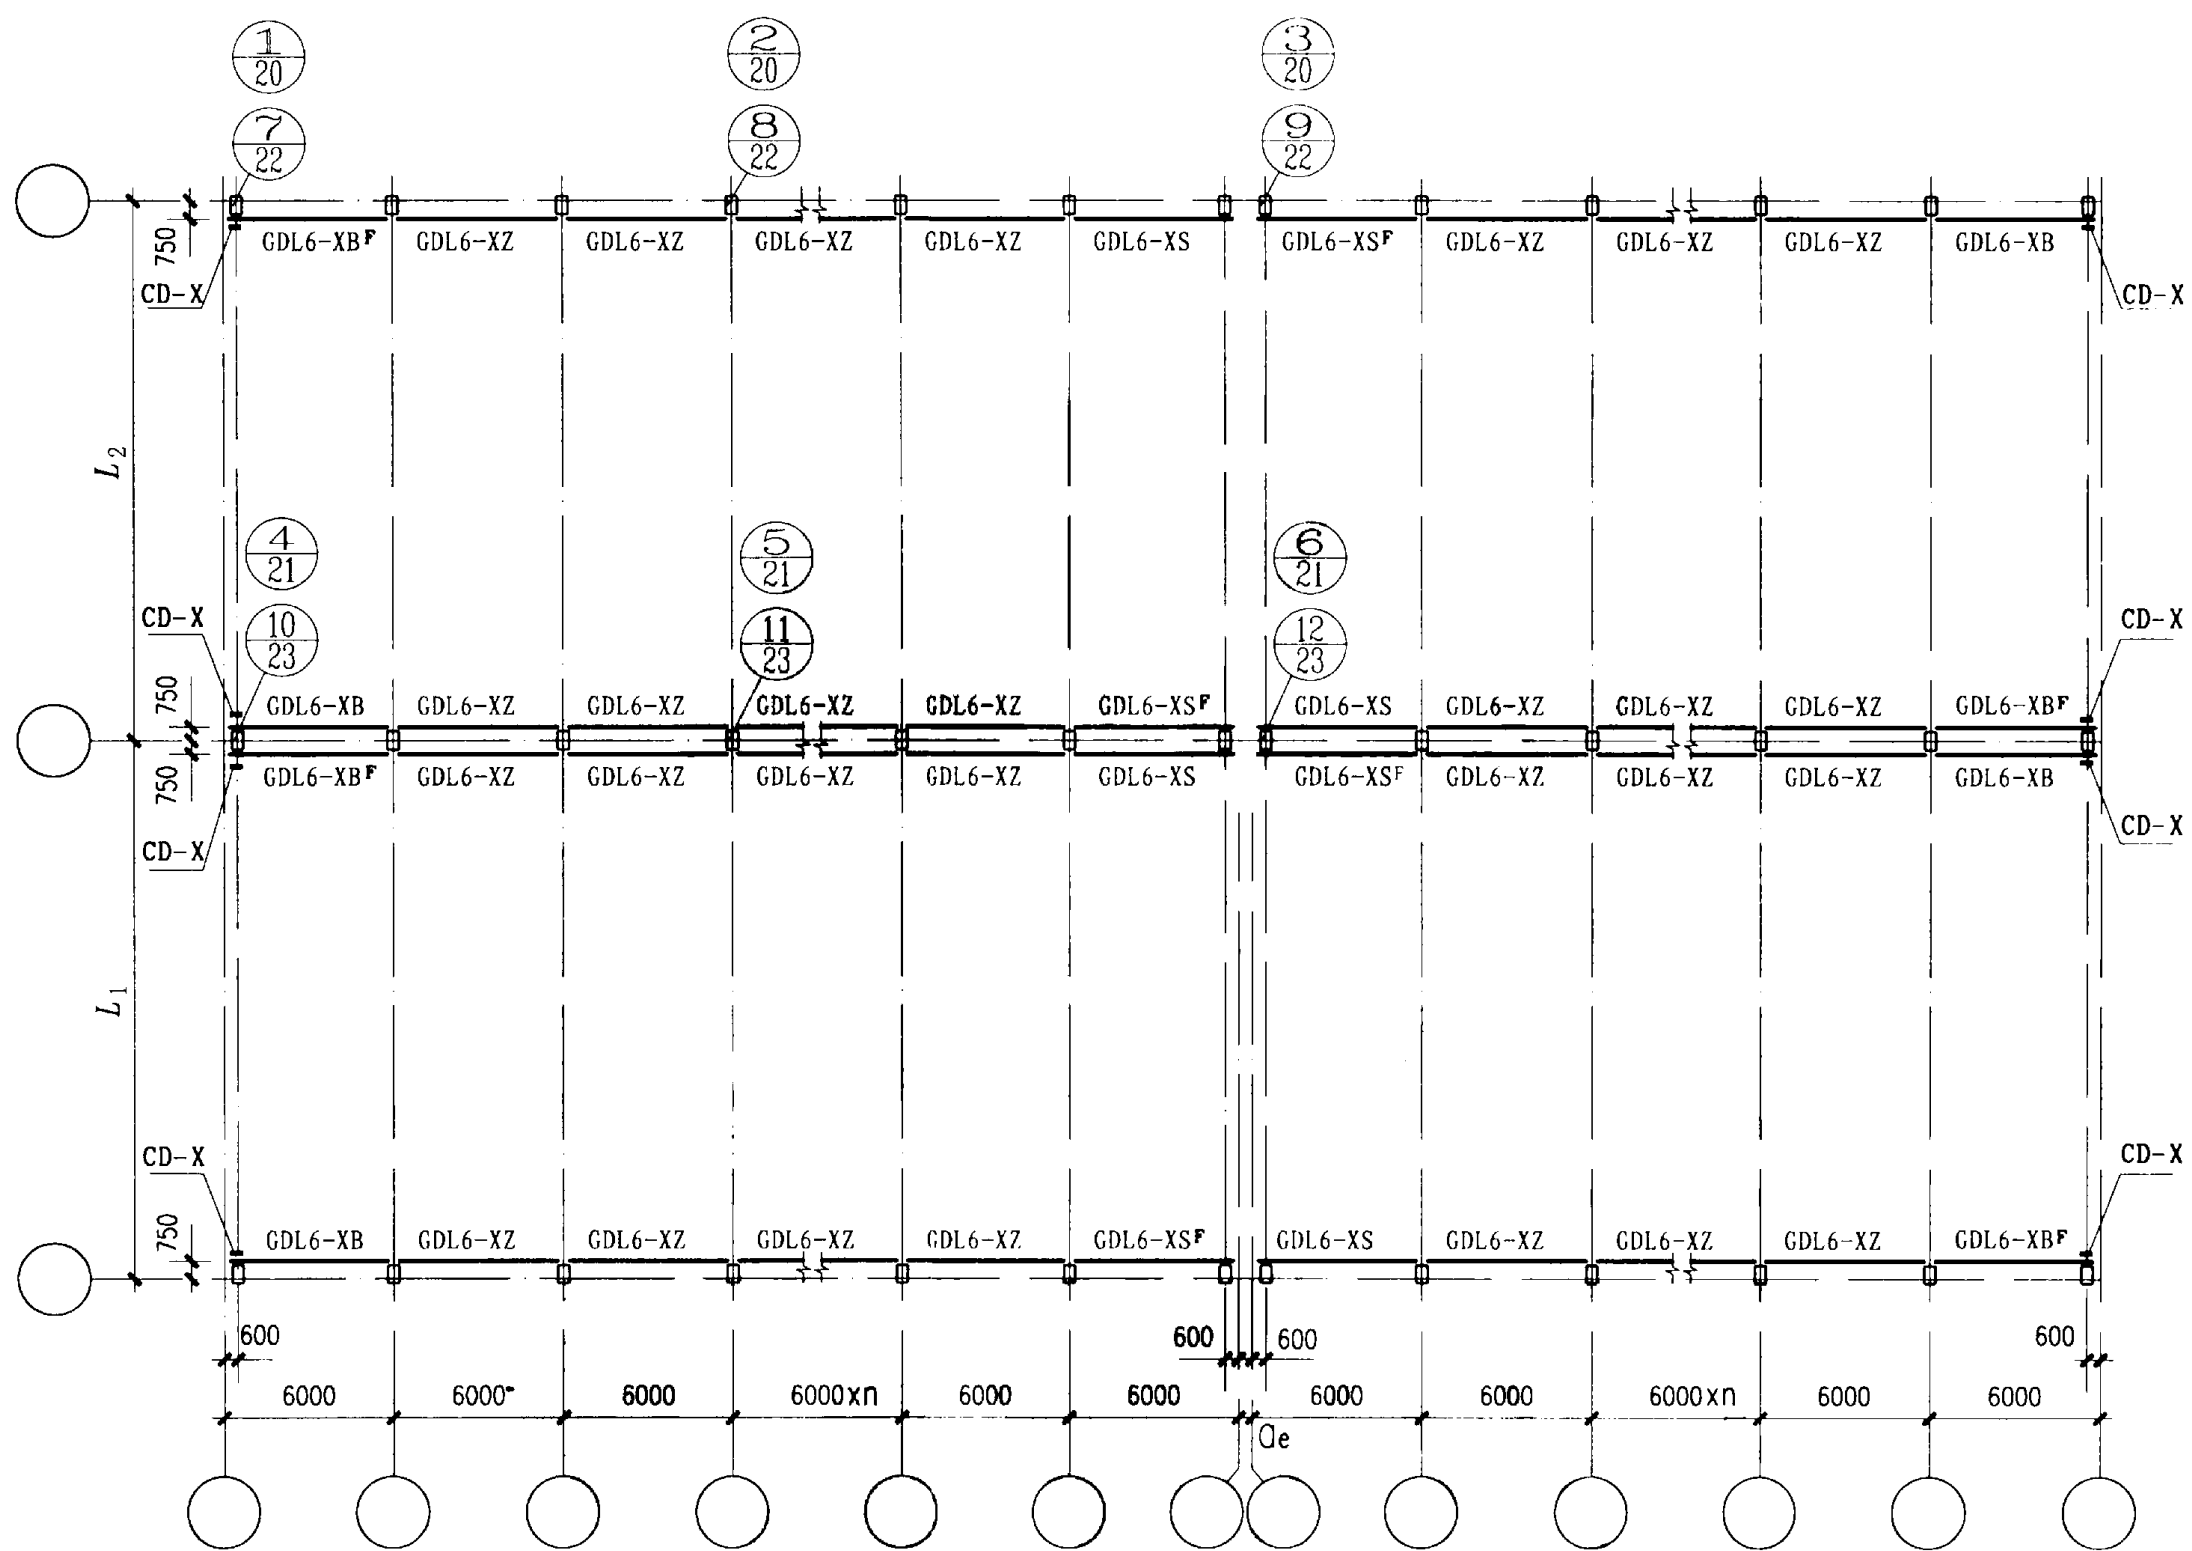 1 2 3
20 20 20
7 8 9
22 22 22
750
GDL6-XBF GDL6-XZ GDL6-XZ GDL6-XZ GDL6-XZ GDL6-XS GDL6-XSF GDL6-XZ GDL6-XZ GDL6-XZ GDL6-XB
CD-X CD-X
L2
4 5 6
21 21 21
CD-X CD-X
10 11 12
23 23 23
750
GDL6-XB GDL6-XZ GDL6-XZ GDL6-XZ GDL6-XZ GDL6-XSF GDL6-XS GDL6-XZ GDL6-XZ GDL6-XZ GDL6-XBF
750
GDL6-XBF GDL6-XZ GDL6-XZ GDL6-XZ GDL6-XZ GDL6-XS GDL6-XSF GDL6-XZ GDL6-XZ GDL6-XZ GDL6-XB
CD-X CD-X
L1
CD-X CD-X
750
GDL6-XB GDL6-XZ GDL6-XZ GDL6-XZ GDL6-XZ GDL6-XSF GDL6-XS GDL6-XZ GDL6-XZ GDL6-XZ GDL6-XBF
600 600 600 600
6000 6000 6000 6000xn 6000 6000 6000 6000 6000xn 6000 6000
ae